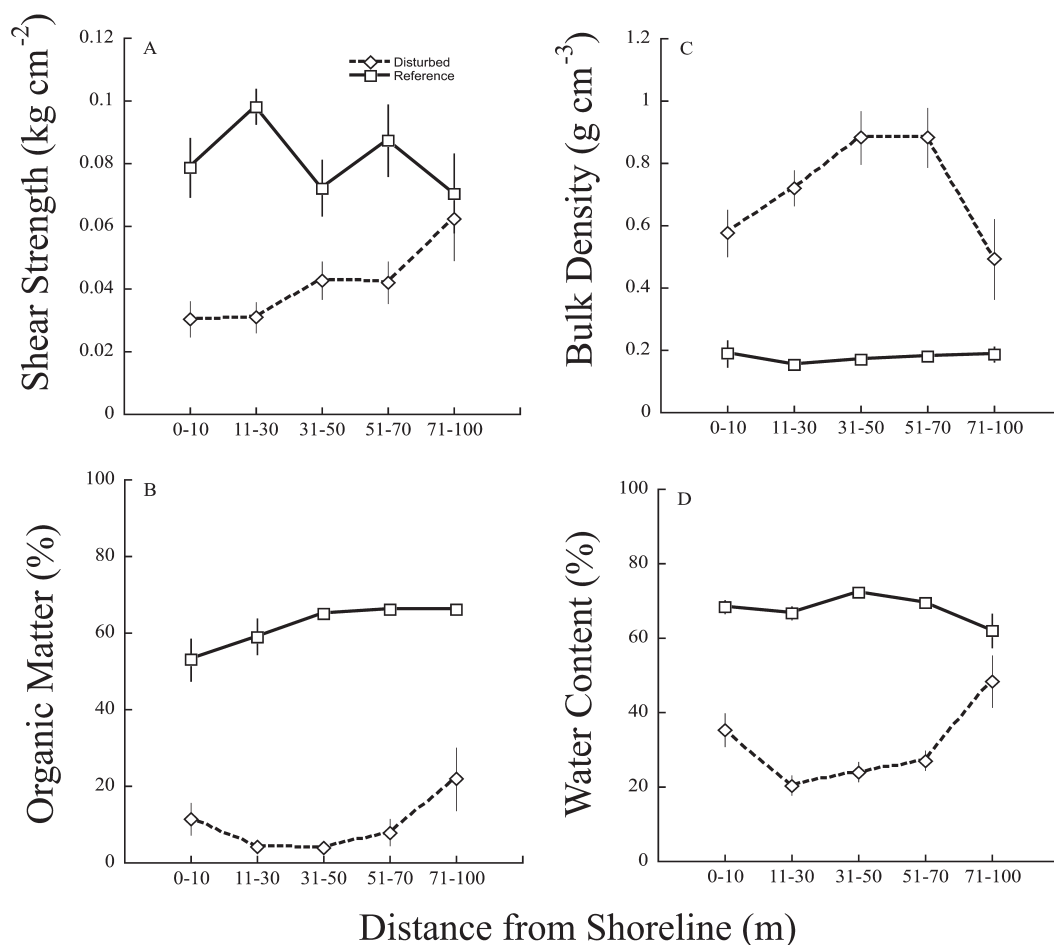 Shear Strength (kg cm-2)
0.12
0.1
0.08
0.06
0.04
0.02
0
A
Disturbed
Reference
0-10 11-30 31-50 51-70 71-100
Bulk Density (g cm-3)
1.2
1
0.8
0.6
0.4
0.2
0
C
0-10 11-30 31-50 51-70 71-100
Organic Matter (%)
100
80
60
40
20
0
B
0-10 11-30 31-50 51-70 71-100
Water Content (%)
100
80
60
40
20
0
D
0-10 11-30 31-50 51-70 71-100
Distance from Shoreline (m)